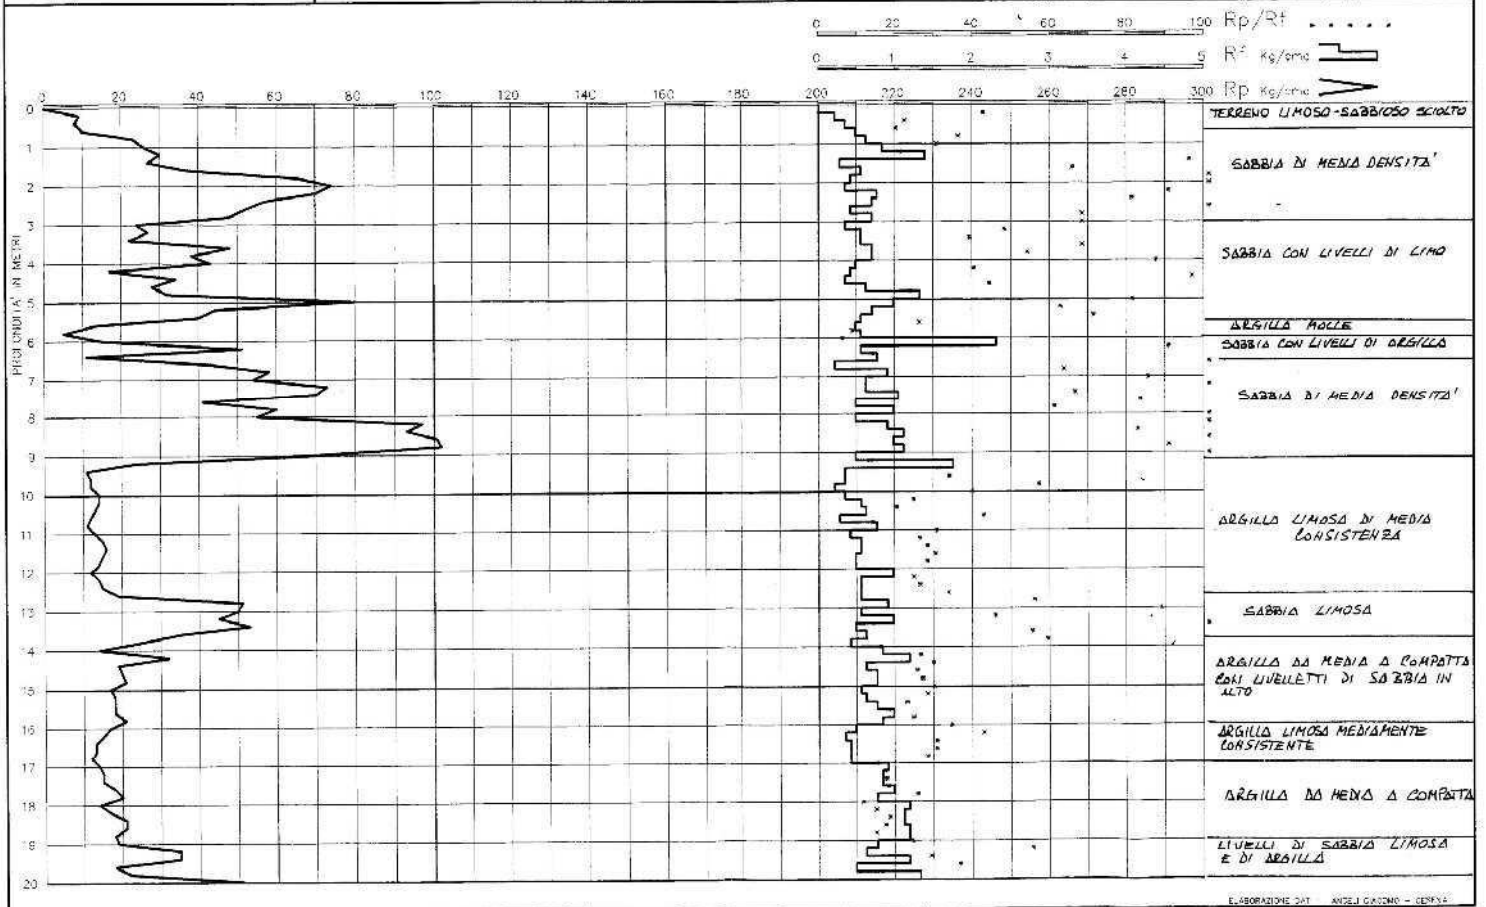 0 20 40 60 80 100 Rp/Rf
0 1 2 3 4 5 Rf Kg/cmq
0 20 40 60 80 100 120 140 160 180 200 220 240 260 280 300 Rp Kg/cmq
PROFONDITA' IN METRI
0
1
2
3
4
5
6
7
8
9
10
11
12
13
14
15
16
17
18
19
20
TERRENO LIMOSO-SABBIOSO SCIOLTO
SABBIA DI MEDIA DENSITA'
SABBIA CON LIVELLI DI LIMO
ARGILLA MOLLE
SABBIA CON LIVELLI DI ARGILLA
SABBIA DI MEDIA DENSITA'
ARGILLA LIMOSA DI MEDIA
CONSISTENZA
SABBIA LIMOSA
ARGILLA DA MEDIA A COMPATTA
CON LIVELLETTI DI SABBIA IN
ALTO
ARGILLA LIMOSA MEDIAMENTE
CONSISTENTE
ARGILLA DA MEDIA A COMPATTA
LIVELLI DI SABBIA LIMOSA
E DI ARGILLA
ELABORAZIONE DATI ANGELI GIACOMO - CESENA